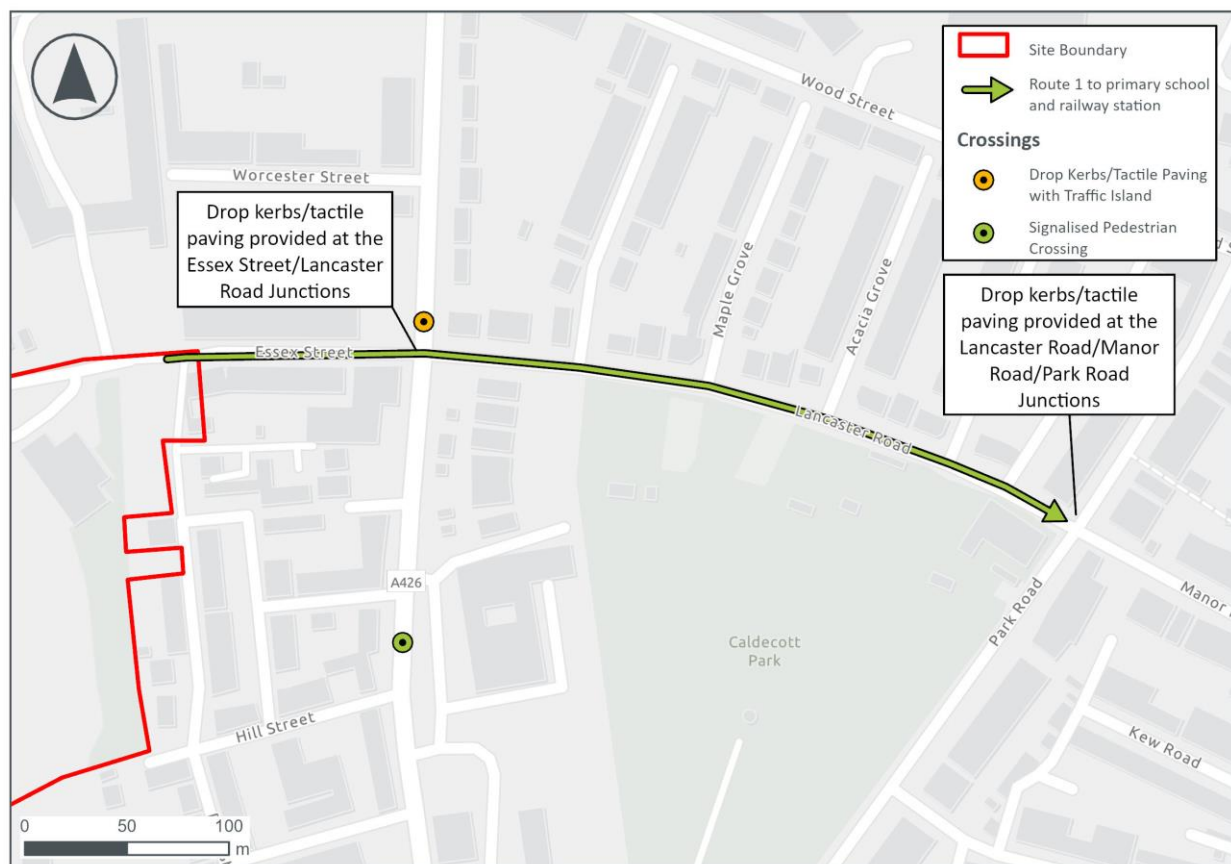 Site Boundary
Route 1 to primary school
and railway station
Crossings
Drop Kerbs/Tactile Paving
with Traffic Island
Signalised Pedestrian
Crossing
Wood Street
Worcester Street
Drop kerbs/tactile
paving provided at the
Essex Street/Lancaster
Road Junctions
Maple Grove
Acacia Grove
Drop kerbs/tactile
paving provided at the
Lancaster Road/Manor
Road/Park Road
Junctions
Essex Street
Lancaster Road
A426
Park Road
Manor
Caldecott
Park
Hill Street
Kew Road
0 50 100
m